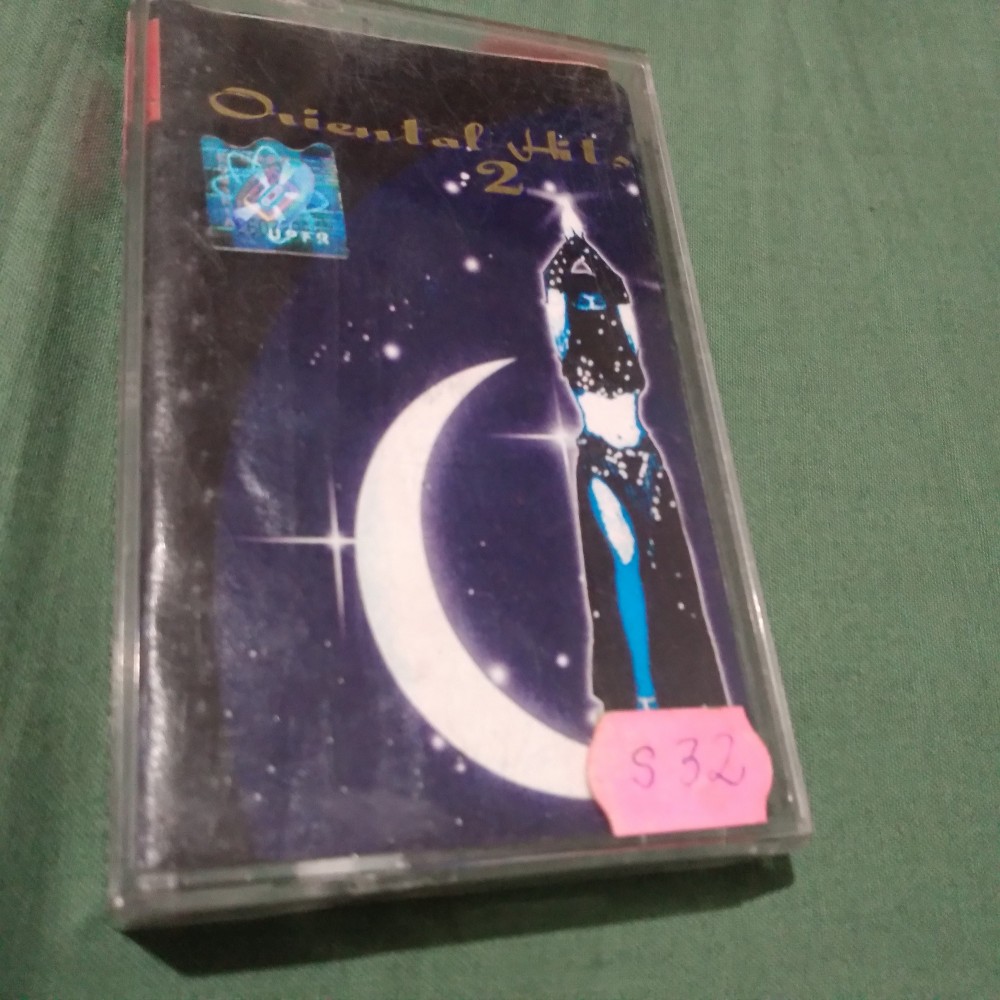 Oriental Hits
2
UPFR
S 32